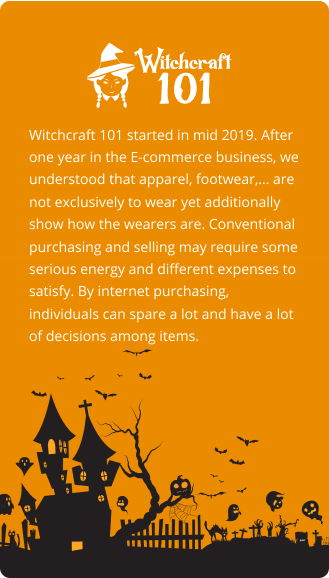 Witchcraft
101
Witchcraft 101 started in mid 2019. After
one year in the E-commerce business, we
understood that apparel, footwear,... are
not exclusively to wear yet additionally
show how the wearers are. Conventional
purchasing and selling may require some
serious energy and different expenses to
satisfy. By internet purchasing,
individuals can spare a lot and have a lot
of decisions among items.